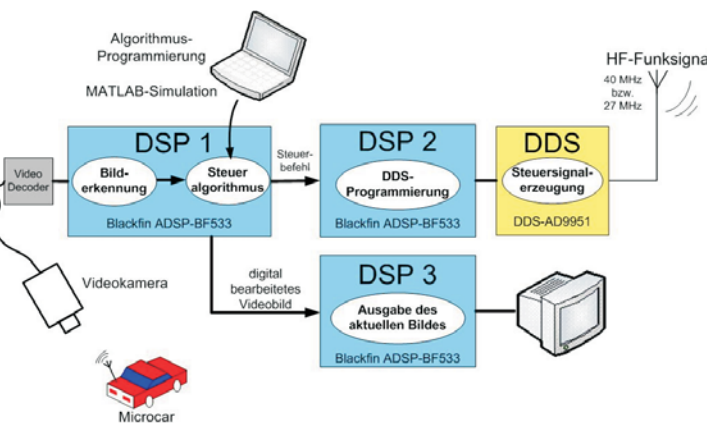 Algorithmus-
Programmierung
MATLAB-Simulation
HF-Funksigna
40 MHz
bzw.
27 MHz
Video
Decoder
DSP 1
Bild-
erkennung
Steuer
algorithmus
Blackfin ADSP-BF533
Steuer-
befehl
DSP 2
DDS-
Programmierung
Blackfin ADSP-BF533
DDS
Steuersignal-
erzeugung
DDS-AD9951
Videokamera
digital
bearbeitetes
Videobild
DSP 3
Ausgabe des
aktuellen Bildes
Blackfin ADSP-BF533
Microcar